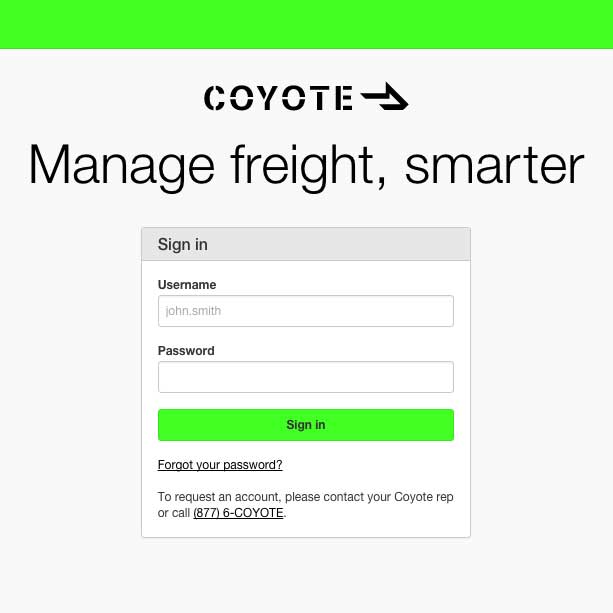 COYOTE
Manage freight, smarter
Sign in
Username
john.smith
Password
Sign in
Forgot your password?
To request an account, please contact your Coyote rep
or call (877) 6-COYOTE.